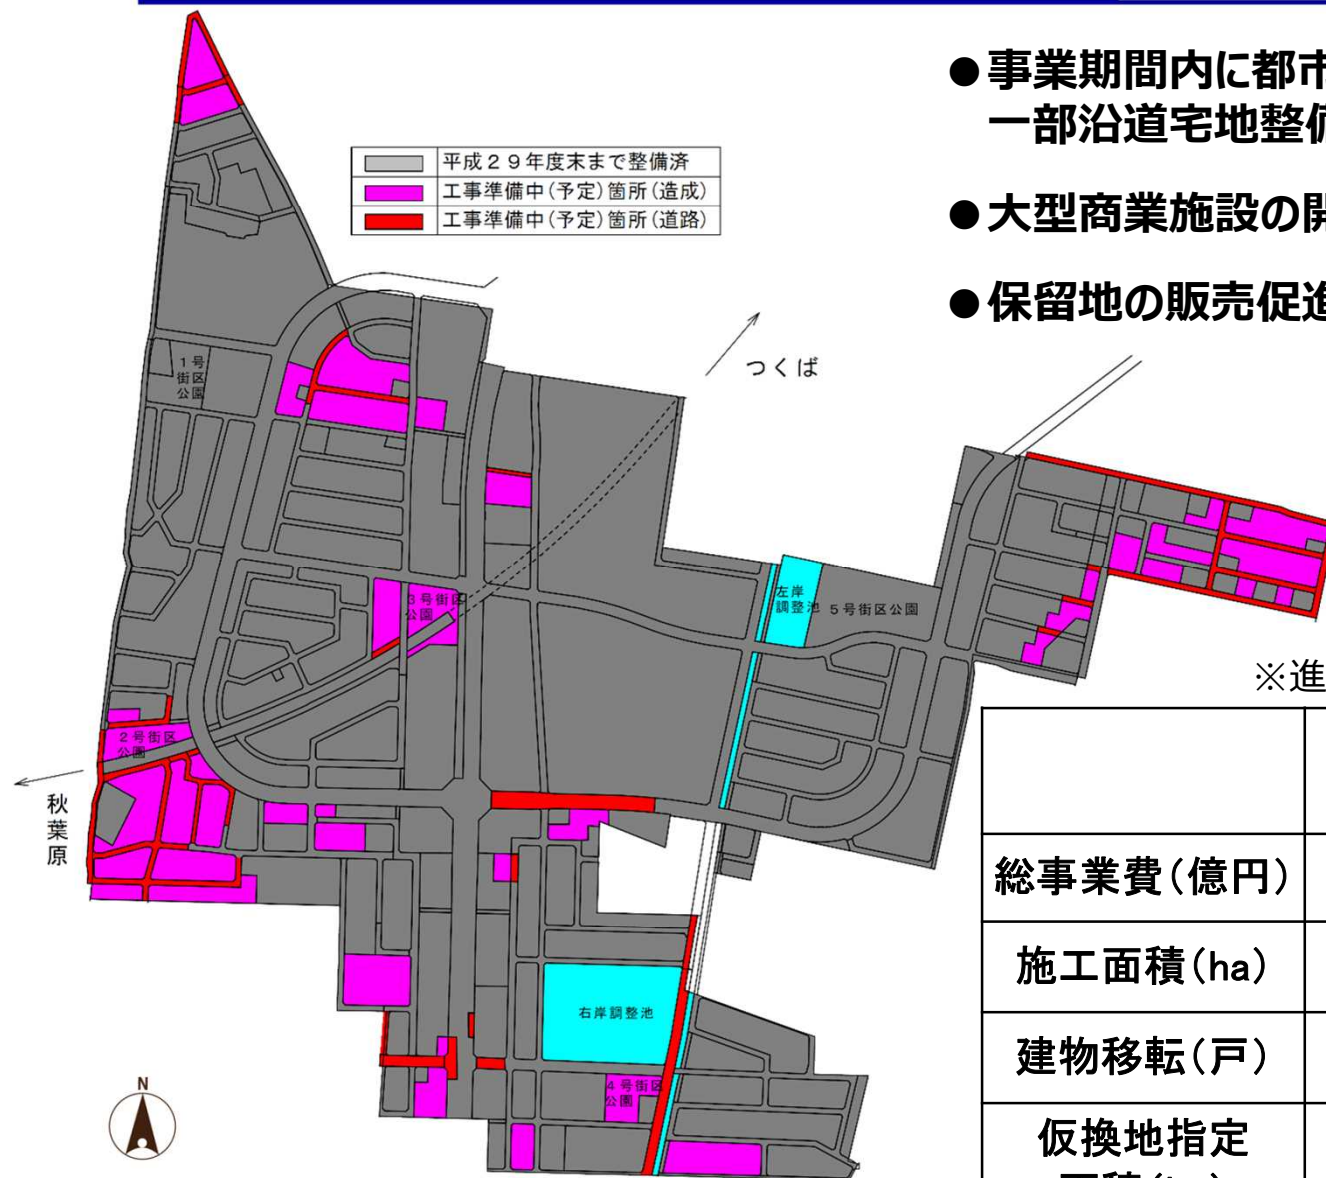 ●事業期間内に都市
一部沿道宅地整備
●大型商業施設の開
●保留地の販売促進
平成２９年度末まで整備済
工事準備中(予定)箇所(造成)
工事準備中(予定)箇所(道路)
つくば
1号
街区
公園
3号街区
公園
左岸
調整池
5号街区公園
2号街区
公園
秋葉原
右岸調整池
4号街区
公園
N
※進
総事業費(億円)
施工面積(ha)
建物移転(戸)
仮換地指定